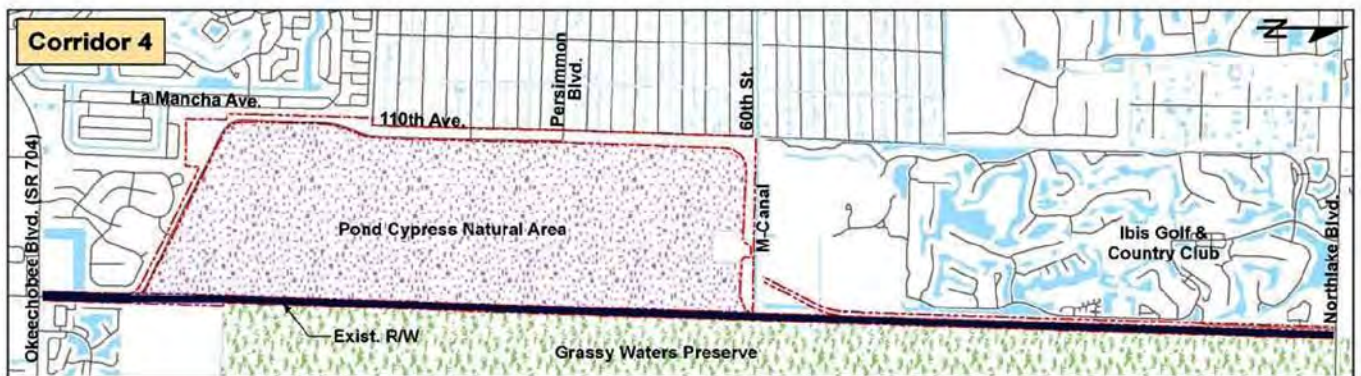 Corridor 4
N
La Mancha Ave.
110th Ave.
Persimmon
Blvd.
60th St.
Okeechobee Blvd. (SR 704)
Pond Cypress Natural Area
M-Canal
Ibis Golf &
Country Club
Northlake Blvd.
Exist. R/W
Grassy Waters Preserve